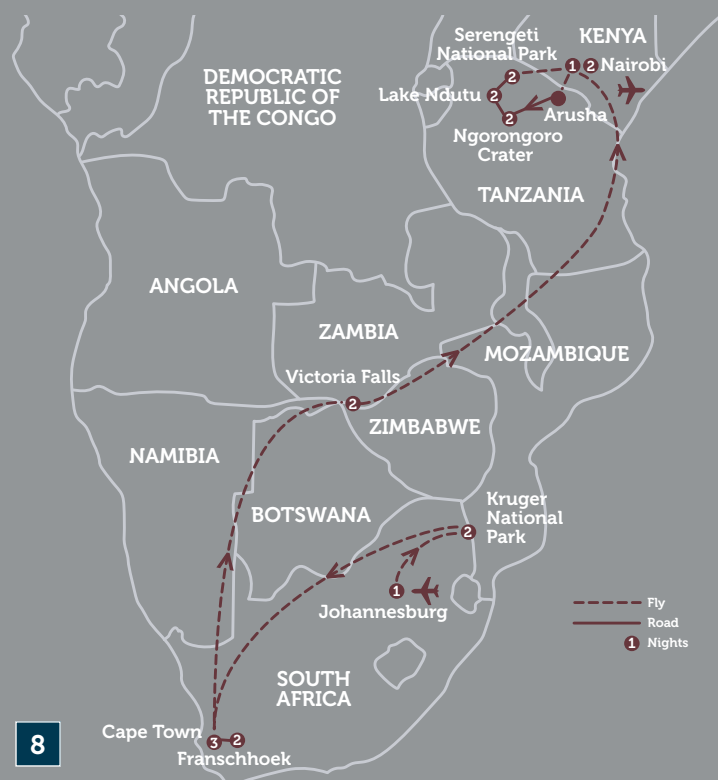 Serengeti
National Park
KENYA
1
2
Nairobi
2
Lake Ndutu
2
Arusha
2
Ngorongoro
Crater
DEMOCRATIC
REPUBLIC OF
THE CONGO
TANZANIA
ANGOLA
ZAMBIA
MOZAMBIQUE
Victoria Falls
2
ZIMBABWE
NAMIBIA
BOTSWANA
Kruger
National
Park
2
1
Johannesburg
Fly
Road
1 Nights
SOUTH
AFRICA
Cape Town
3
2
Franschhoek
8